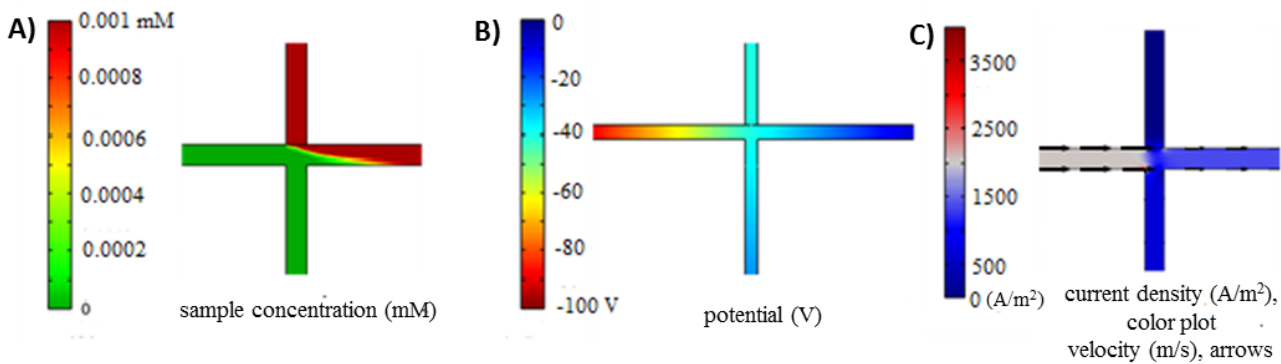 A)
0.001 mM
0.0008
0.0006
0.0004
0.0002
0
sample concentration (mM)
B)
0
-20
-40
-60
-80
-100 V
potential (V)
C)
3500
2500
1500
500
0 (A/m²)
current density (A/m²),
color plot
velocity (m/s), arrows